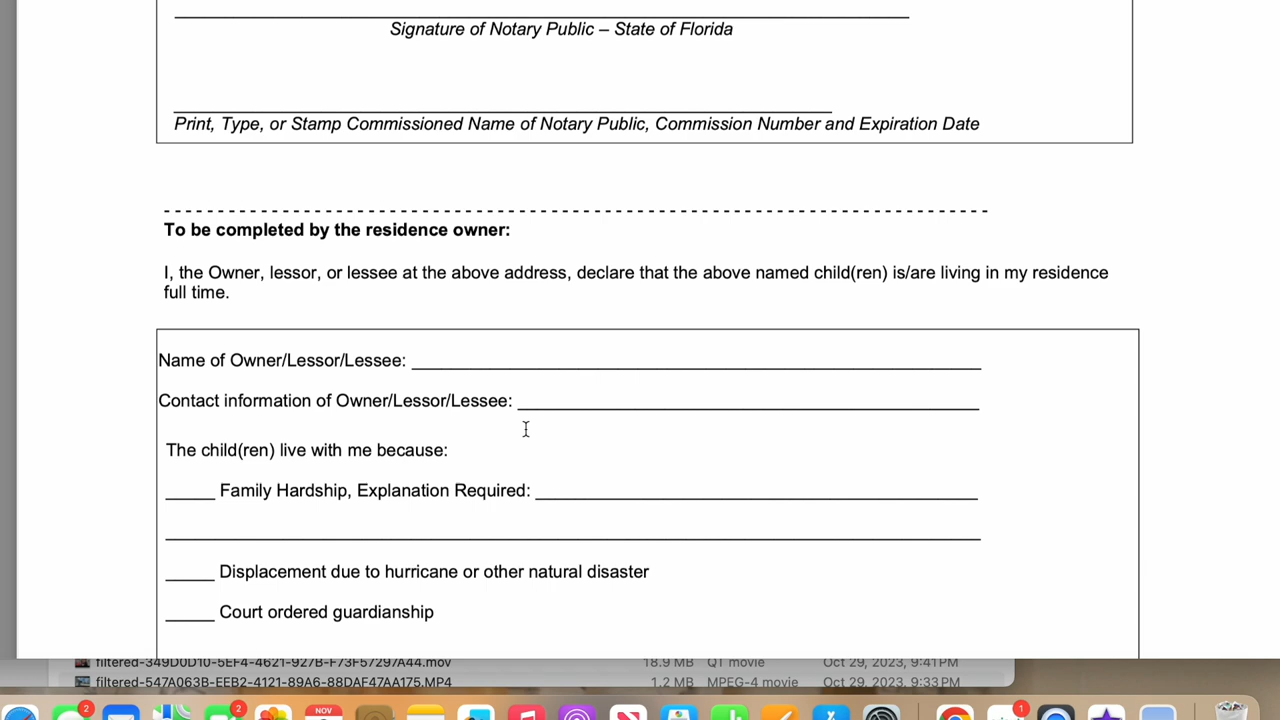 Signature of Notary Public – State of Florida
Print, Type, or Stamp Commissioned Name of Notary Public, Commission Number and Expiration Date
To be completed by the residence owner:
I, the Owner, lessor, or lessee at the above address, declare that the above named child(ren) is/are living in my residence
full time.
Name of Owner/Lessor/Lessee:
Contact information of Owner/Lessor/Lessee:
The child(ren) live with me because:
Family Hardship, Explanation Required:
Displacement due to hurricane or other natural disaster
Court ordered guardianship
filtered-349D0D10-5EF4-4621-927B-F73F57297A44.mov 18.9 MB QT movie Oct 29, 2023, 9:41 PM
filtered-547A063B-EEB2-4121-89A6-88DAF47AA175.MP4 1.2 MB MPEG-4 movie Oct 29, 2023, 9:33 PM
2 2 NOV 1